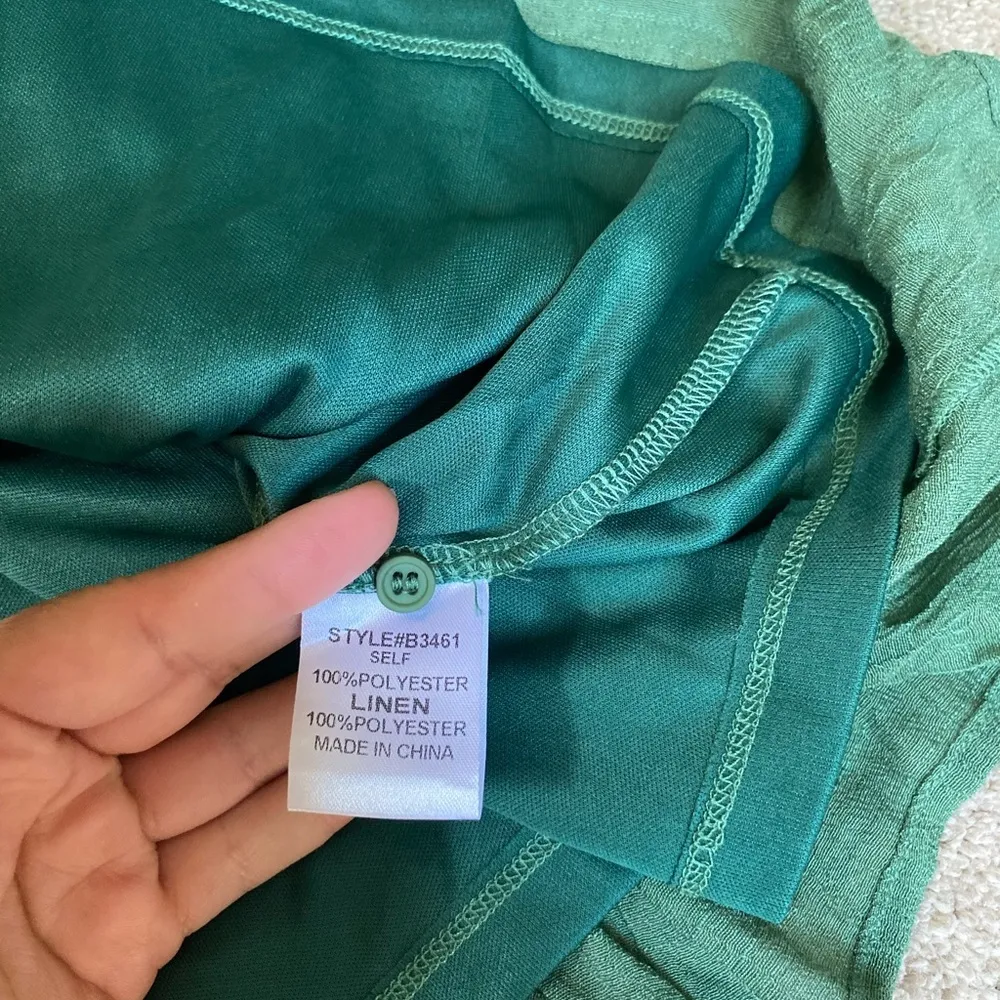 STYLE#B3461
SELF
100%POLYESTER
LINEN
100%POLYESTER
MADE IN CHINA